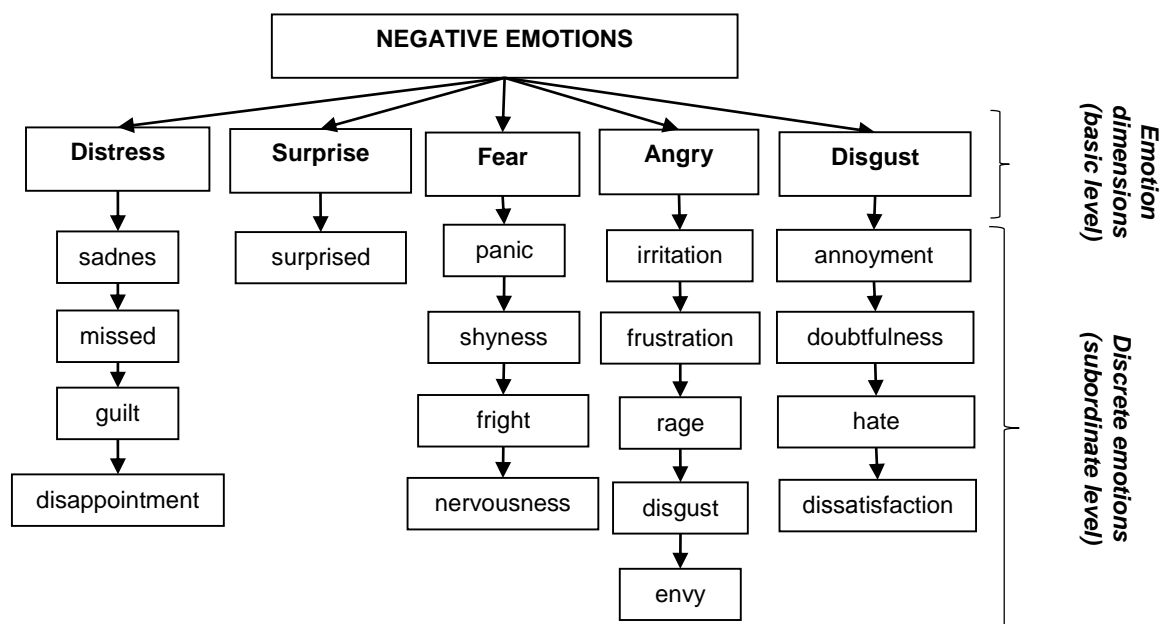 NEGATIVE EMOTIONS
Distress
Surprise
Fear
Angry
Disgust
Emotion
dimensions
(basic level)
sadnes
surprised
panic
irritation
annoyment
missed
shyness
frustration
doubtfulness
guilt
fright
rage
hate
disappointment
nervousness
disgust
dissatisfaction
envy
Discrete emotions
(subordinate level)